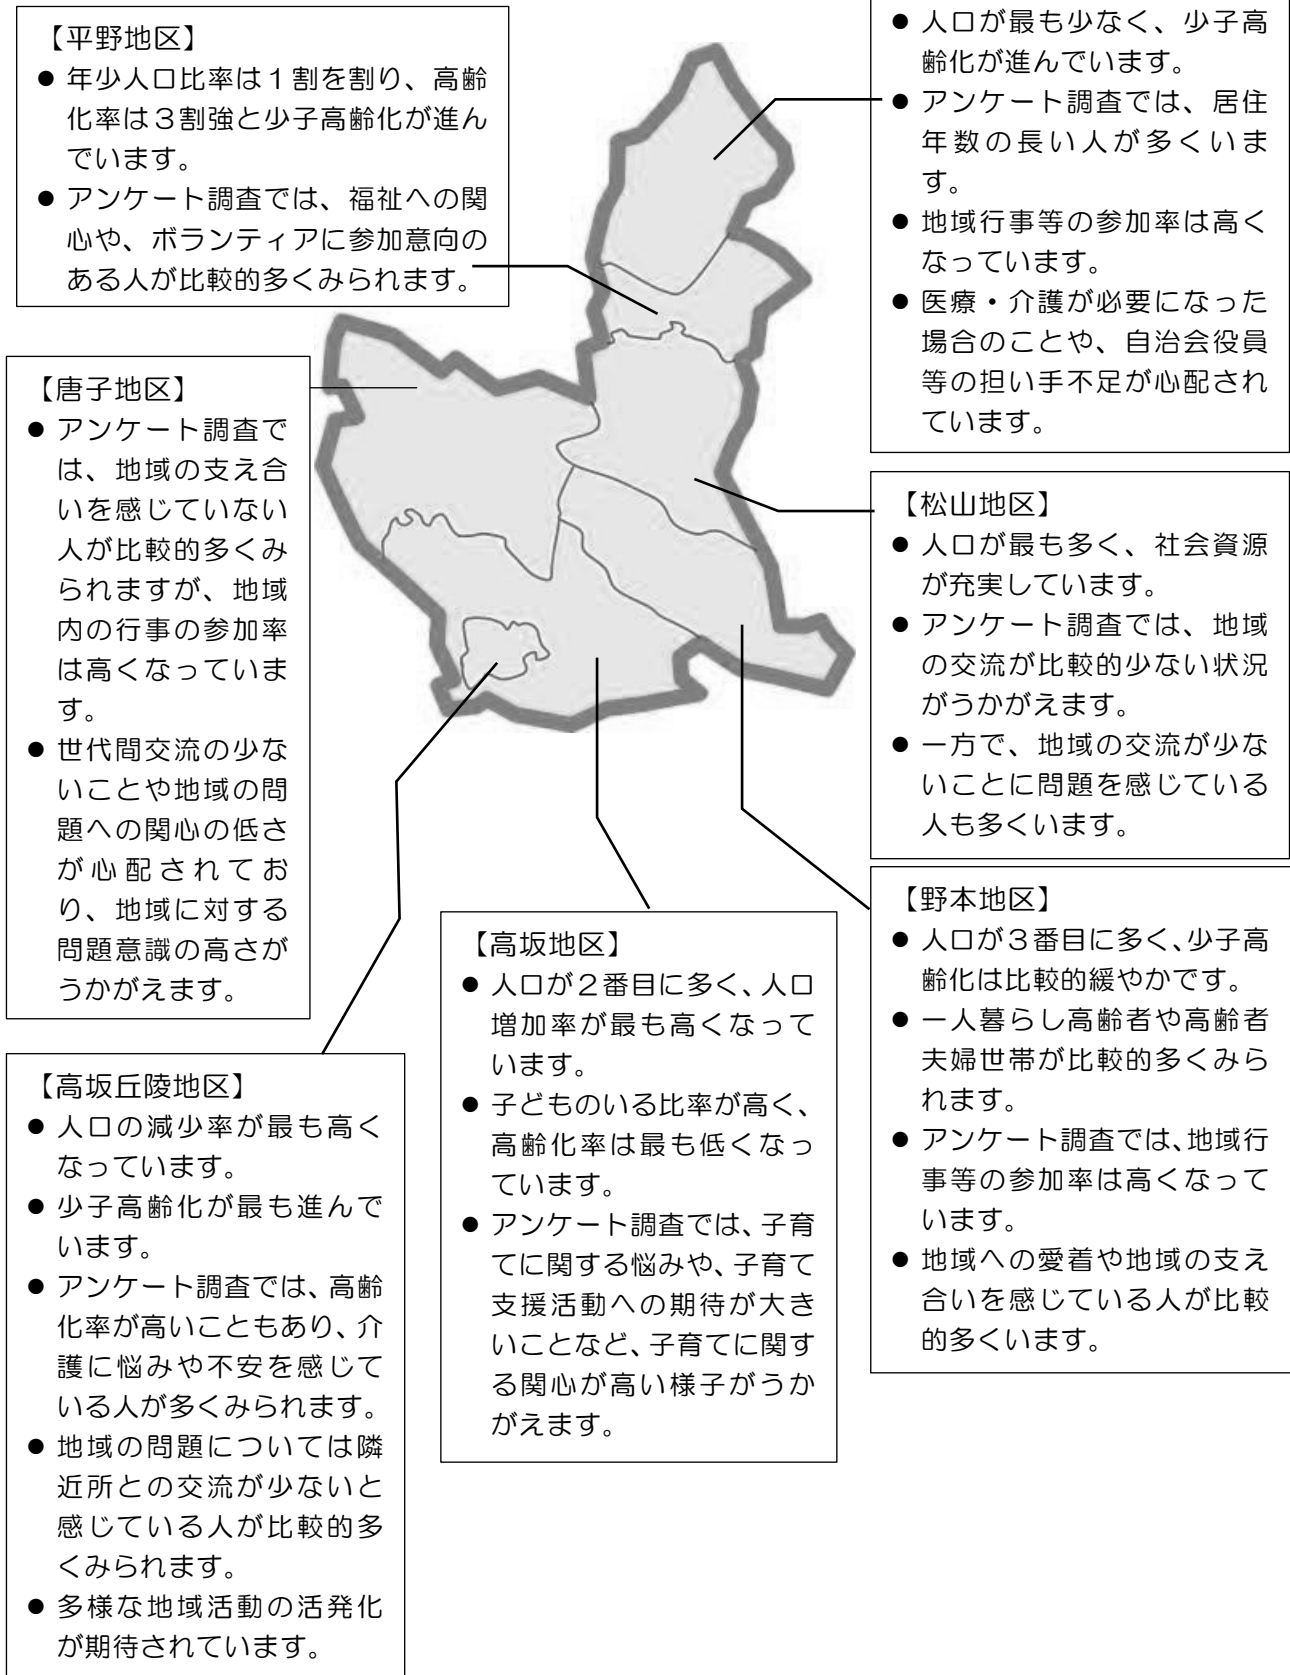 【平野地区】
● 年少人口比率は１割を割り、高齢
化率は３割強と少子高齢化が進ん
でいます。
● アンケート調査では、福祉への関
心や、ボランティアに参加意向の
ある人が比較的多くみられます。
● 人口が最も少なく、少子高
齢化が進んでいます。
● アンケート調査では、居住
年数の長い人が多くいま
す。
● 地域行事等の参加率は高く
なっています。
● 医療・介護が必要になった
場合のことや、自治会役員
等の担い手不足が心配され
ています。
【唐子地区】
● アンケート調査で
は、地域の支え合
いを感じていない
人が比較的多くみ
られますが、地域
内の行事の参加率
は高くなっていま
す。
● 世代間交流の少な
いことや地域の問
題への関心の低さ
が心配されてお
り、地域に対する
問題意識の高さが
うかがえます。
【松山地区】
● 人口が最も多く、社会資源
が充実しています。
● アンケート調査では、地域
の交流が比較的少ない状況
がうかがえます。
● 一方で、地域の交流が少な
いことに問題を感じている
人も多くいます。
【野本地区】
● 人口が３番目に多く、少子高
齢化は比較的緩やかです。
● 一人暮らし高齢者や高齢者
夫婦世帯が比較的多くみら
れます。
● アンケート調査では、地域行
事等の参加率は高くなって
います。
● 地域への愛着や地域の支え
合いを感じている人が比較
的多くいます。
【高坂地区】
● 人口が２番目に多く、人口
増加率が最も高くなって
います。
● 子どものいる比率が高く、
高齢化率は最も低くなっ
ています。
● アンケート調査では、子育
てに関する悩みや、子育て
支援活動への期待が大き
いことなど、子育てに関す
る関心が高い様子がうか
がえます。
【高坂丘陵地区】
● 人口の減少率が最も高く
なっています。
● 少子高齢化が最も進んで
います。
● アンケート調査では、高齢
化率が高いこともあり、介
護に悩みや不安を感じて
いる人が多くみられます。
● 地域の問題については隣
近所との交流が少ないと
感じている人が比較的多
くみられます。
● 多様な地域活動の活発化
が期待されています。